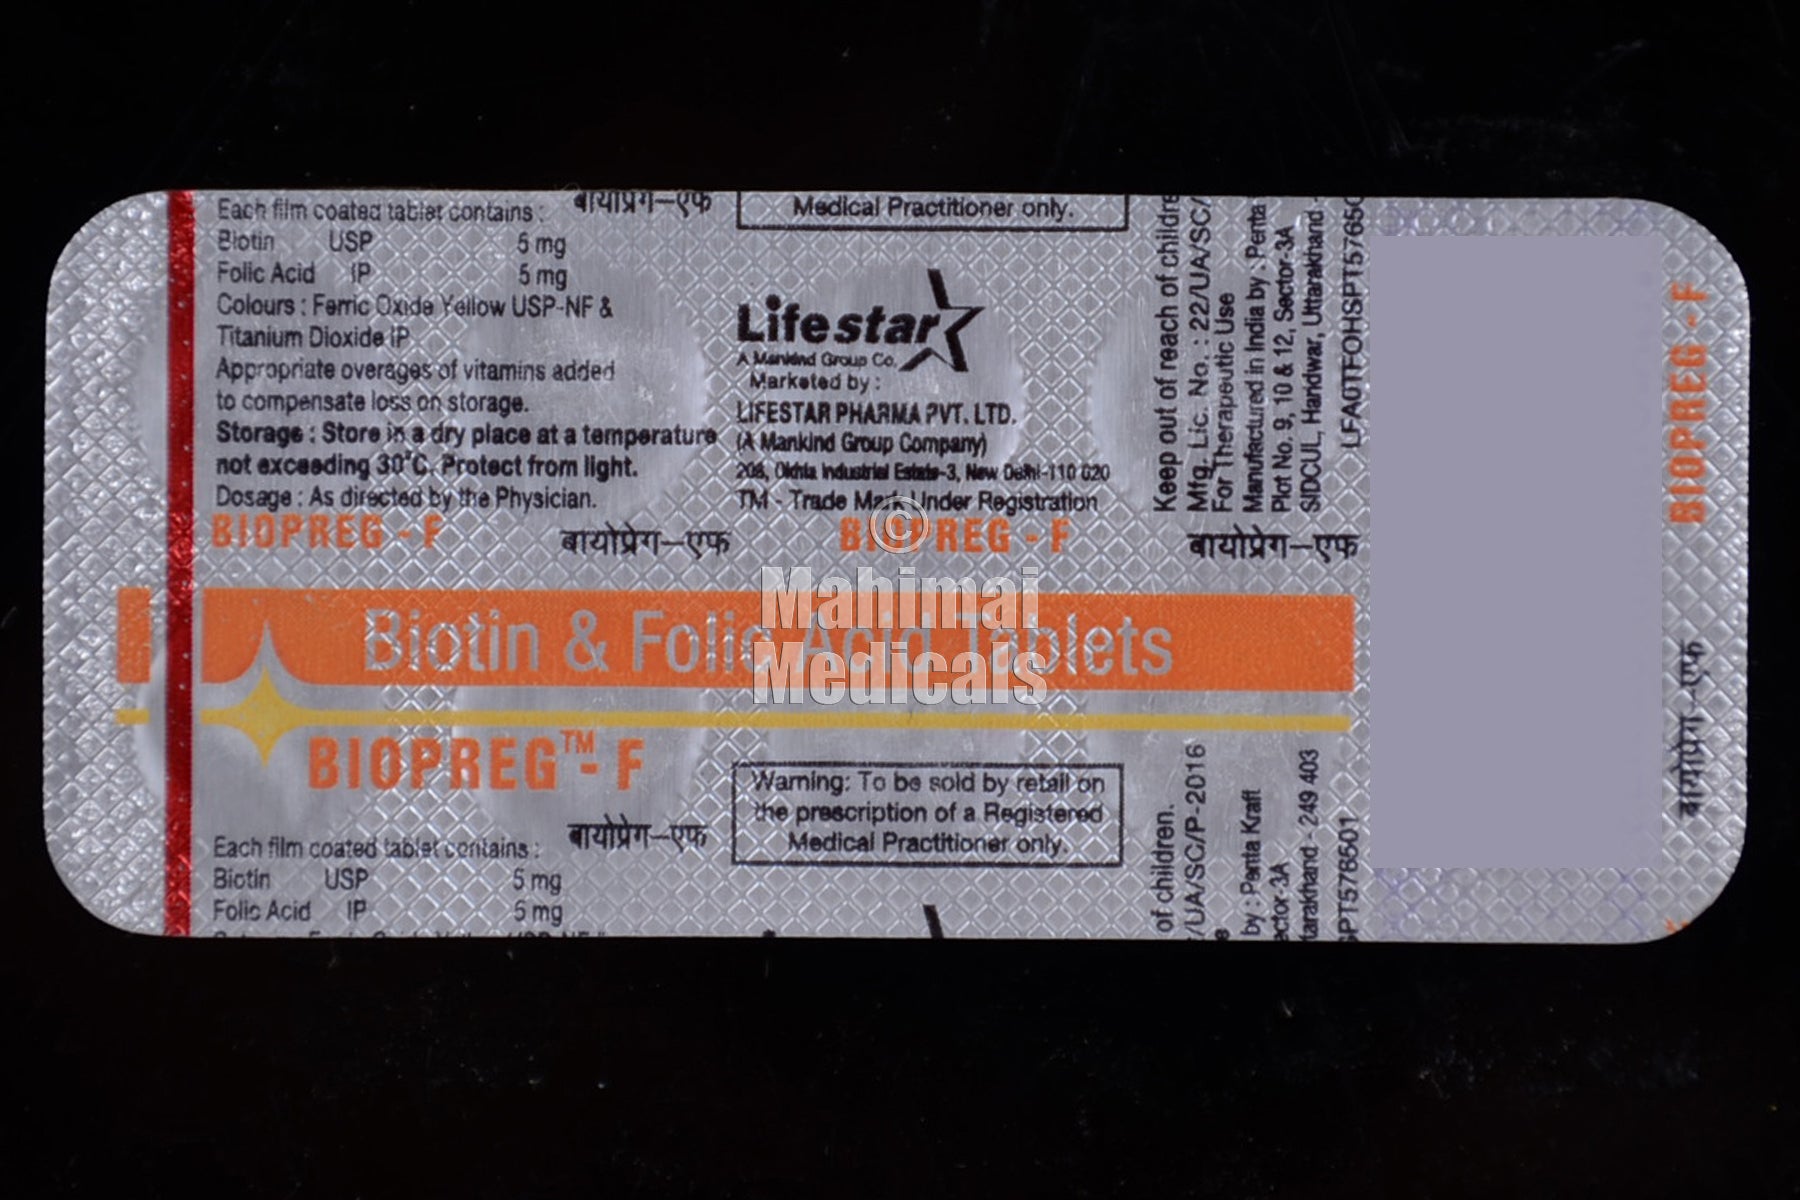 Each film coated tablet contains :
Biotin USP 5 mg
Folic Acid IP 5 mg
Colours : Ferric Oxide Yellow USP-NF &
Titanium Dioxide IP
Appropriate overages of vitamins added
to compensate loss on storage.
Storage : Store in a dry place at a temperature
not exceeding 30°C. Protect from light.
Dosage : As directed by the Physician.
बायोप्रेग-एफ
Medical Practitioner only.
Lifestar
A Mankind Group Co.
Marketed by :
LIFESTAR PHARMA PVT. LTD.
(A Mankind Group Company)
208, Okhla Industrial Estate-3, New Delhi-110 020
TM - Trade Mark Under Registration
Keep out of reach of childre
Mfg. Lic. No. : 22/UA/SC/
For Therapeutic Use
Manufactured in India by : Penta
Plot No. 9, 10 & 12, Sector-3A
SIDCUL, Haridwar, Uttarakhand -
BIOPREG - F
बायोप्रेग-एफ
BIOPREG - F
बायोप्रेग-एफ
©
Mahimai
Medicals
Biotin & Folic Acid Tablets
BIOPREG™- F
बायोप्रेग-एफ
Each film coated tablet contains :
Biotin USP 5 mg
Folic Acid IP 5 mg
Warning: To be sold by retail on
the prescription of a Registered
Medical Practitioner only.
of children.
/UA/SC/P-2016
by : Penta Kraft
ector-3A
tarakhand - 249 403
BIOPREG - F
बायोप्रेग-एफ